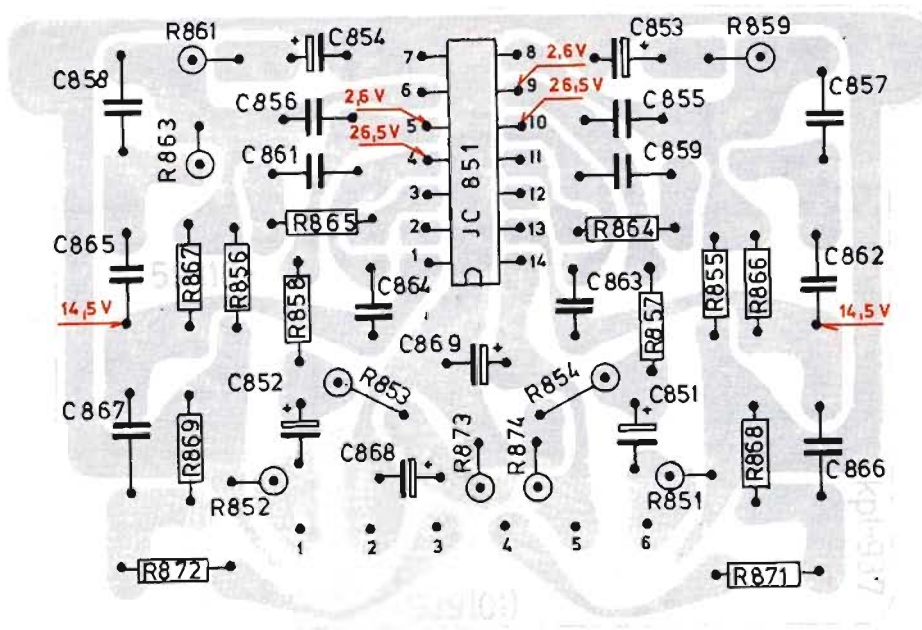 R861
C854
C853
R859
7
8
C858
2,6 V
C857
6
9
C856
2,6 V
26,5V
C855
5
10
R863
26,5V
C861
4
11
C859
JC 851
3
12
R865
2
13
R864
C865
1
14
C862
R867
R856
R858
C864
C863
R857
R855
R866
14,5 V
14,5 V
C869
C852
R853
R854
C851
C867
R869
C868
R873
R874
R868
C866
R852
R851
1
2
3
4
5
6
R872
R871